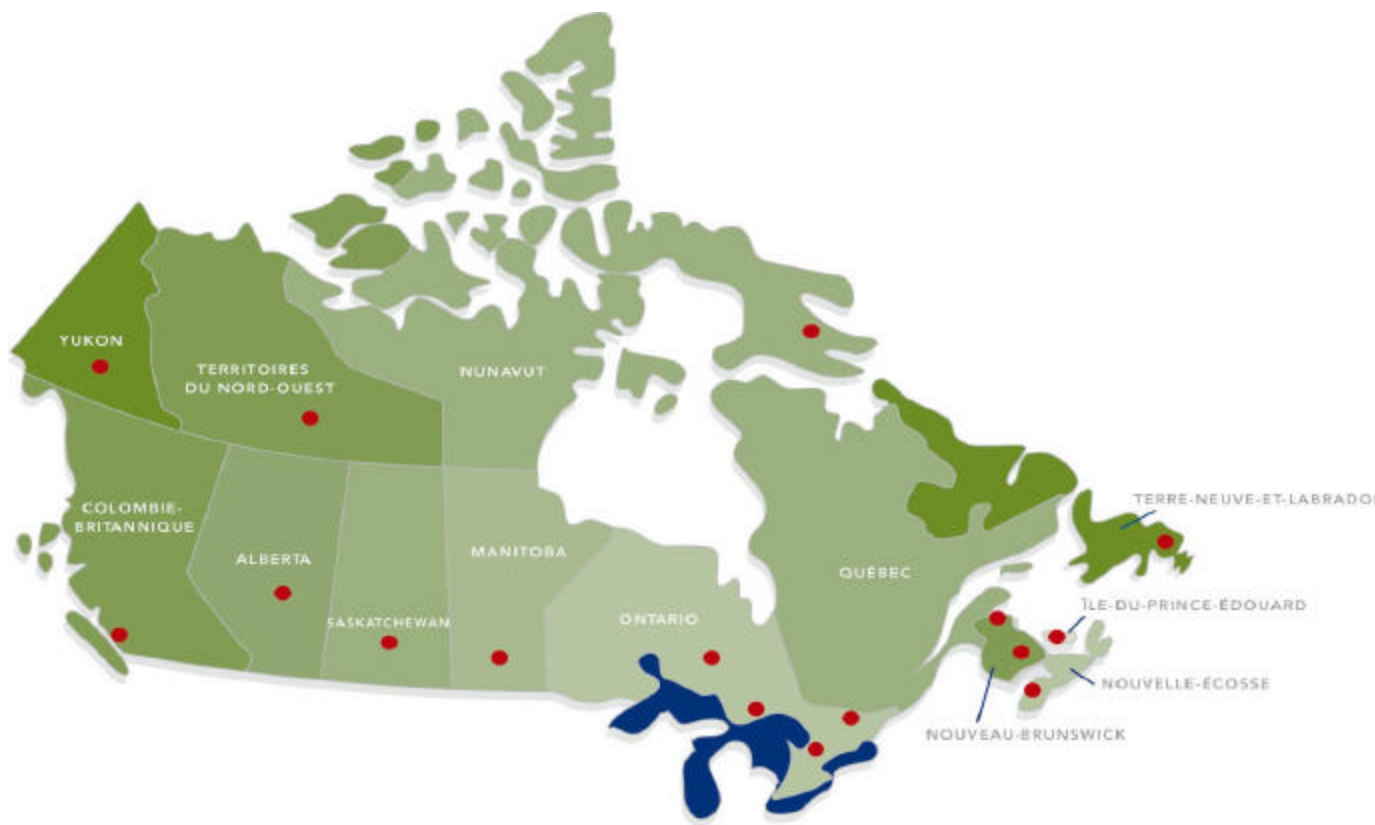 YUKON
TERRITOIRES
DU NORD-OUEST
NUNAVUT
COLOMBIE-
BRITANNIQUE
ALBERTA
SASKATCHEWAN
MANITOBA
ONTARIO
QUÉBEC
TERRE-NEUVE-ET-LABRADOR
ÎLE-DU-PRINCE-ÉDOUARD
NOUVELLE-ÉCOSSE
NOUVEAU-BRUNSWICK